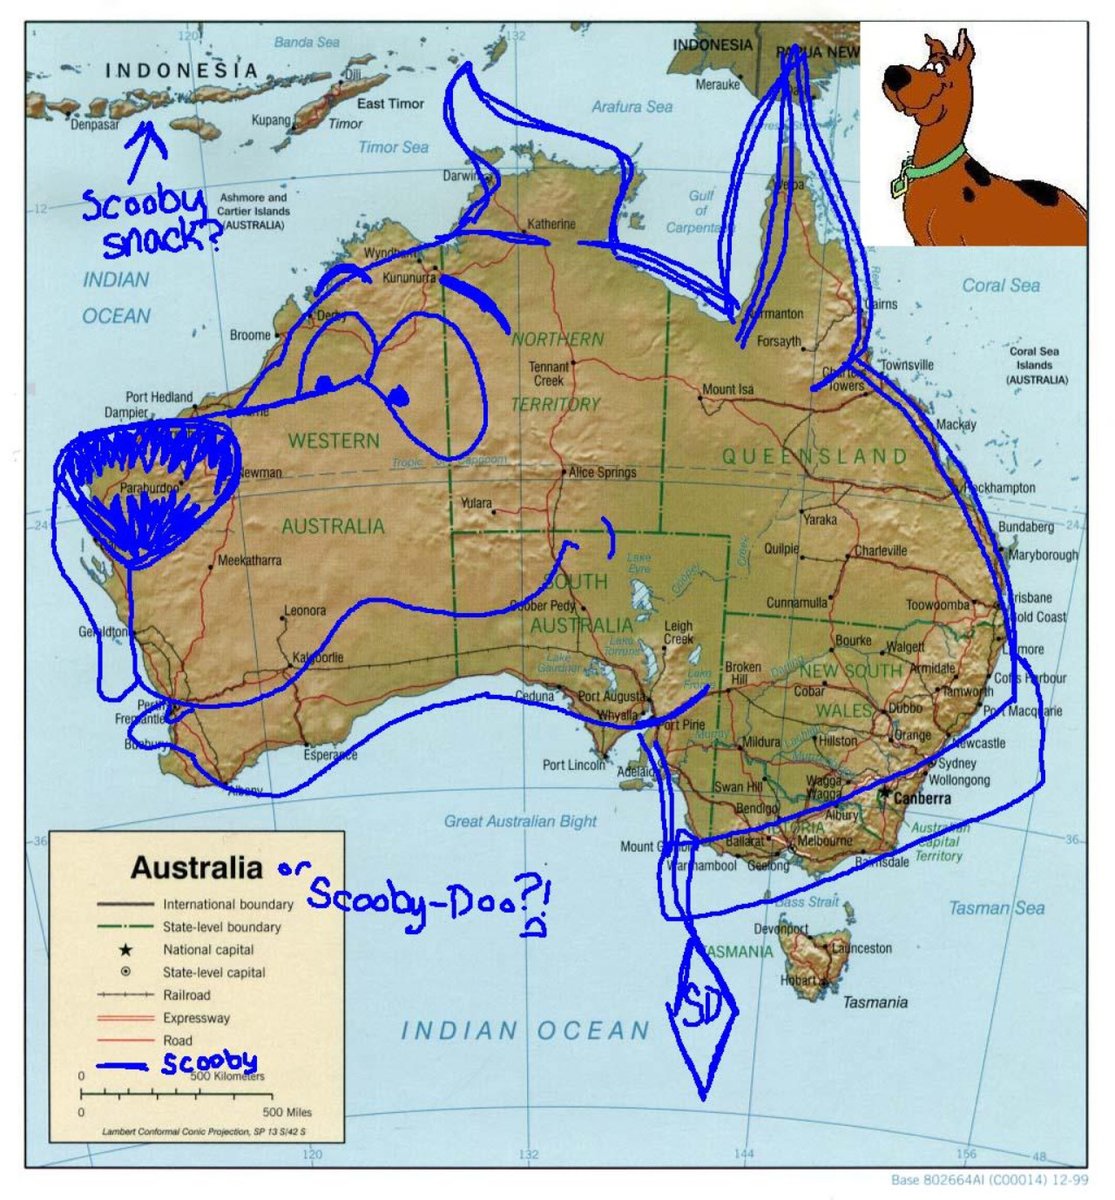 120
132
Banda Sea
INDONESIA
INDONESIA
PAPUA NEW
Merauke
Dili
East Timor
Denpasar
Kupang
Timor
Arafura Sea
Timor Sea
Scooby
snack?
Ashmore and
Cartier Islands
(AUSTRALIA)
12
Darwin
Katherine
Gulf
of
Carpentaria
Weipa
INDIAN
OCEAN
Wyndham
Kununurra
Coral Sea
Derby
Broome
Cairns
Forsayth
NORTHERN
TERRITORY
Tennant
Creek
Coral Sea
Islands
(AUSTRALIA)
Townsville
Charters
Towers
Mount Isa
Port Hedland
Dampier
Mackay
WESTERN
AUSTRALIA
QUEENSLAND
Newman
Paraburdoo
Alice Springs
Rockhampton
Yulara
24
24
Yaraka
Bundaberg
Maryborough
Quilpie
Charleville
Meekatharra
SOUTH
AUSTRALIA
Lake
Eyre
Cooper
Creek
Coober Pedy
Cunnamulla
Toowoomba
Brisbane
Gold Coast
Leonora
Geraldton
Leigh
Creek
Lake
Torrens
Lake
Gairdner
Bourke
Walgett
Lismore
Kalgoorlie
Broken
Hill
NEW SOUTH
WALES
Armidale
Tamworth
Coffs Harbour
Cobar
Dubbo
Port Macquarie
Ceduna
Port Augusta
Whyalla
Port Pirie
Perth
Fremantle
Bunbury
Esperance
Albany
Port Lincoln
Adelaide
Murray
Darling
Mildura
Hillston
Orange
Newcastle
Sydney
Wollongong
Swan Hill
Wagga
Wagga
Canberra
Bendigo
Albury
Great Australian Bight
36
36
Mount Gambier
Ballarat
VICTORIA
Melbourne
Australian
Capital
Territory
Warrnambool
Geelong
Bairnsdale
Australia or Scooby-Doo?!
International boundary
State-level boundary
National capital
State-level capital
Railroad
Expressway
Road
Scooby
0 500 Kilometers
0 500 Miles
Lambert Conformal Conic Projection, SP 13 S/42 S
Bass Strait
Tasman Sea
Devonport
Launceston
TASMANIA
Hobart
Tasmania
SD
INDIAN OCEAN
120
132
144
156
48
Base 802664AI (C00014) 12-99